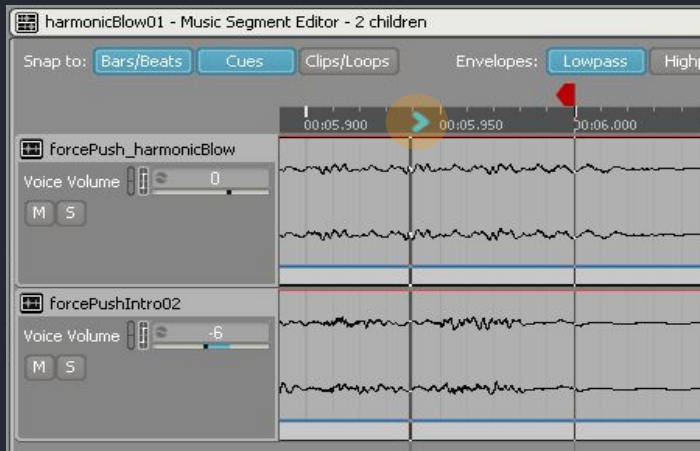 harmonicBlow01 - Music Segment Editor - 2 children
Snap to: Bars/Beats Cues Clips/Loops Envelopes: Lowpass
00:05.900 00:05.950 00:06.000
forcePush_harmonicBlow
Voice Volume 0
M S
forcePushIntro02
Voice Volume -6
M S